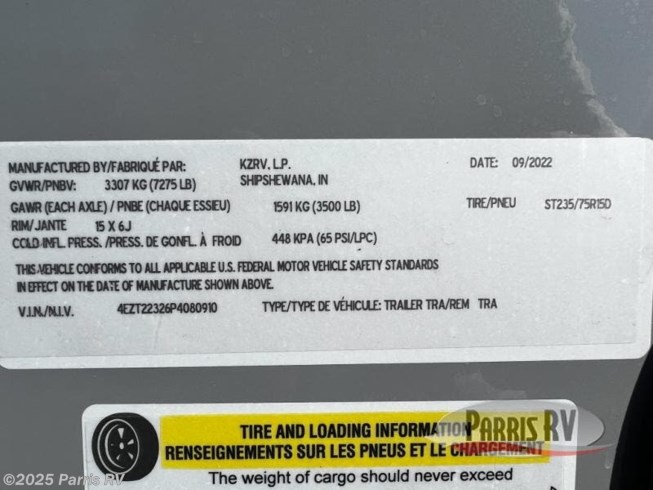 MANUFACTURED BY/FABRIQUÉ PAR: KZRV, L.P. DATE: 09/2022
GVWR/PNBV: 3307 KG (7275 LB) SHIPSHEWANA, IN
GAWR (EACH AXLE) / PNBE (CHAQUE ESSIEU) 1591 KG (3500 LB) TIRE/PNEU ST235/75R15D
RIM/JANTE 15 X 6J
COLD INFL. PRESS. /PRESS. DE GONFL. À FROID 448 KPA (65 PSI/LPC)
THIS VEHICLE CONFORMS TO ALL APPLICABLE U.S. FEDERAL MOTOR VEHICLE SAFETY STANDARDS
IN EFFECT ON THE DATE OF MANUFACTURE SHOWN ABOVE.
V.I.N./N.I.V. 4EZT22326P4080910 TYPE/TYPE DE VÉHICULE: TRAILER TRA/REM TRA
TIRE AND LOADING INFORMATION
RENSEIGNEMENTS SUR LES PNEUS ET LE CHARGEMENT
The weight of cargo should never exceed
PARRIS RV
©2025 Parris RV